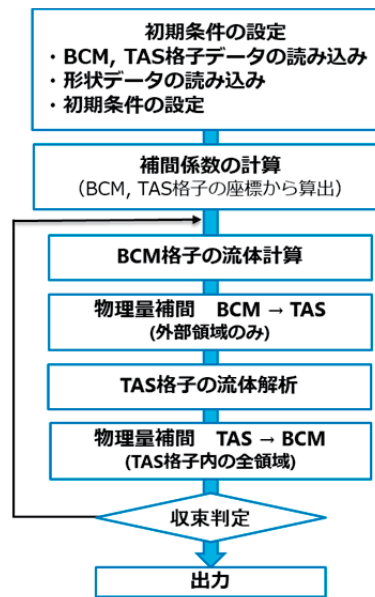 初期条件の設定
・BCM, TAS格子データの読み込み
・形状データの読み込み
・初期条件の設定
補間係数の計算
（BCM, TAS格子の座標から算出）
BCM格子の流体計算
物理量補間　BCM → TAS
(外部領域のみ)
TAS格子の流体解析
物理量補間　TAS → BCM
(TAS格子内の全領域)
収束判定
出力